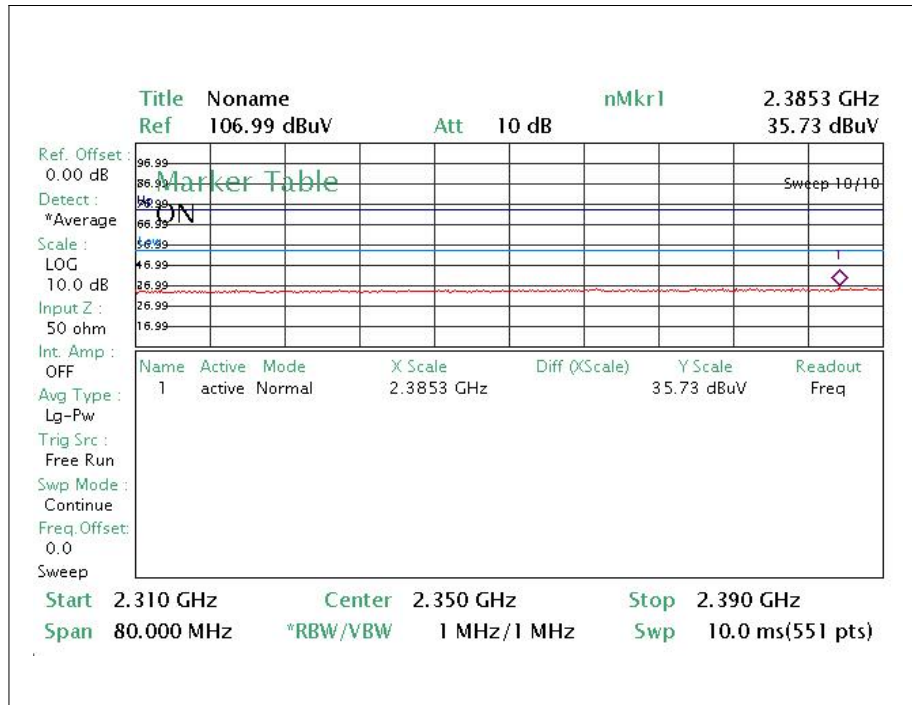 Title Noname nMkr1 2.3853 GHz
Ref 106.99 dBuV Att 10 dB 35.73 dBuV
Ref. Offset :
0.00 dB
Detect :
*Average
Scale :
LOG
10.0 dB
Input Z :
50 ohm
Int. Amp :
OFF
Avg Type :
Lg-Pw
Trig Src :
Free Run
Swp Mode :
Continue
Freq.Offset:
0.0
Sweep
96.99
86.99
Marker Table
Sweep 10/10
76.99
ON
66.99
56.99
46.99
36.99
26.99
16.99
Name Active Mode X Scale Diff (XScale) Y Scale Readout
1 active Normal 2.3853 GHz 35.73 dBuV Freq
Start 2.310 GHz Center 2.350 GHz Stop 2.390 GHz
Span 80.000 MHz *RBW/VBW 1 MHz/1 MHz Swp 10.0 ms(551 pts)